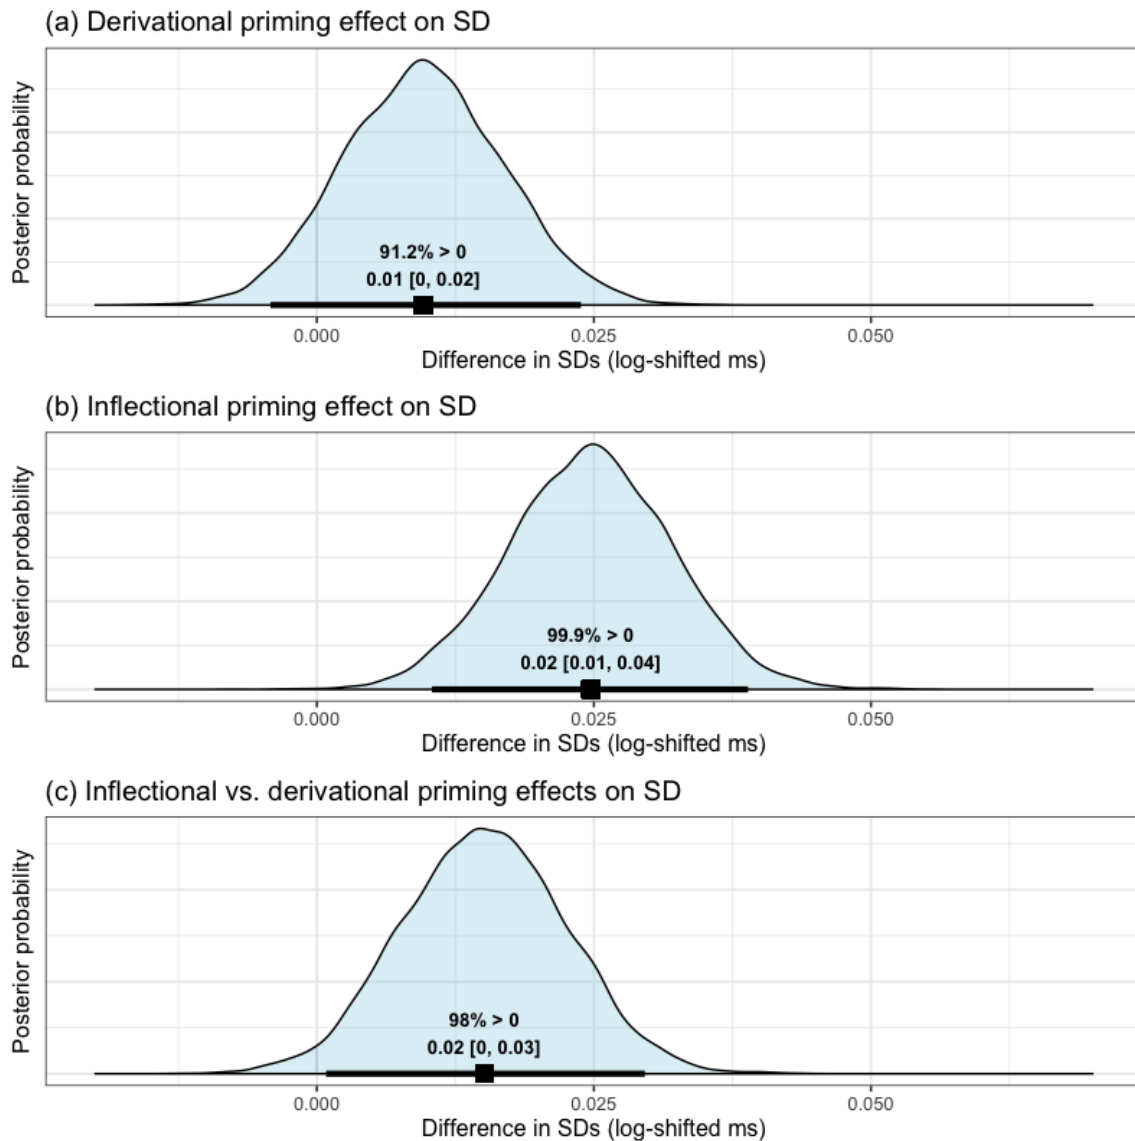 (a) Derivational priming effect on SD
Posterior probability
91.2% > 0
0.01 [0, 0.02]
0.000 0.025 0.050
Difference in SDs (log-shifted ms)
(b) Inflectional priming effect on SD
Posterior probability
99.9% > 0
0.02 [0.01, 0.04]
0.000 0.025 0.050
Difference in SDs (log-shifted ms)
(c) Inflectional vs. derivational priming effects on SD
Posterior probability
98% > 0
0.02 [0, 0.03]
0.000 0.025 0.050
Difference in SDs (log-shifted ms)